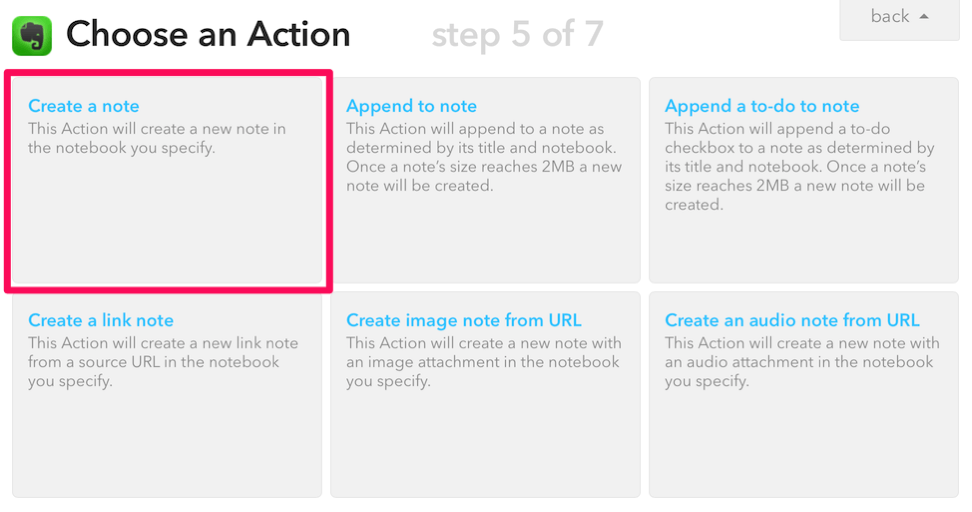 Choose an Action
step 5 of 7
back
Create a note
This Action will create a new note in
the notebook you specify.
Append to note
This Action will append to a note as
determined by its title and notebook.
Once a note's size reaches 2MB a new
note will be created.
Append a to-do to note
This Action will append a to-do
checkbox to a note as determined by
its title and notebook. Once a note's
size reaches 2MB a new note will be
created.
Create a link note
This Action will create a new link note
from a source URL in the notebook
you specify.
Create image note from URL
This Action will create a new note with
an image attachment in the notebook
you specify.
Create an audio note from URL
This Action will create a new note with
an audio attachment in the notebook
you specify.